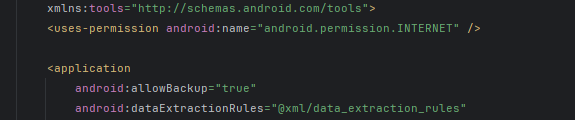 xmlns:tools="http://schemas.android.com/tools">
<uses-permission android:name="android.permission.INTERNET" />
<application
android:allowBackup="true"
android:dataExtractionRules="@xml/data_extraction_rules"